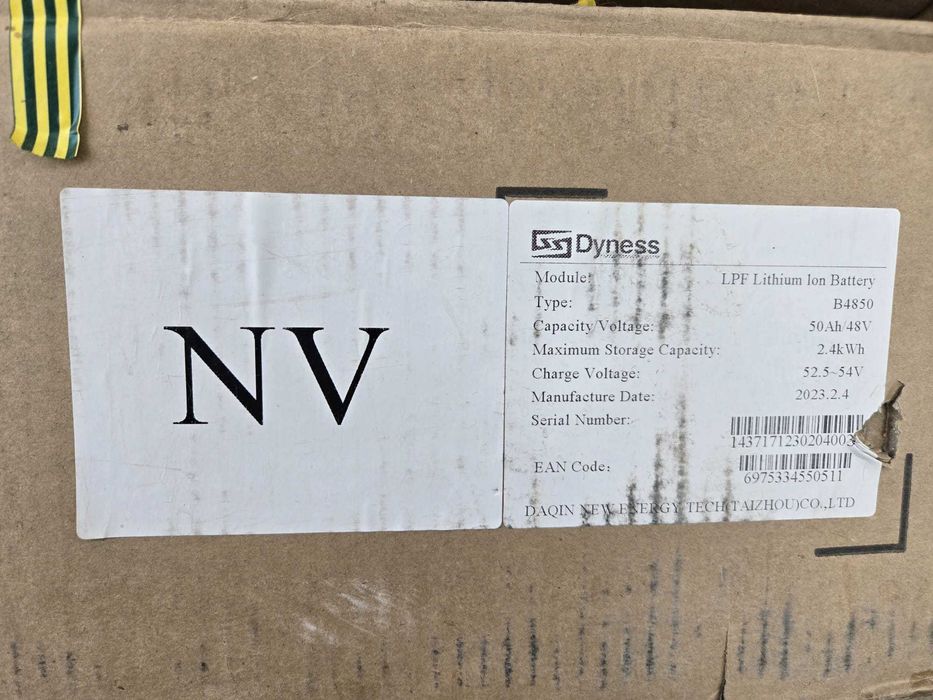 NV
Dyness
Module: LPF Lithium Ion Battery
Type: B4850
Capacity/Voltage: 50Ah/48V
Maximum Storage Capacity: 2.4kWh
Charge Voltage: 52.5~54V
Manufacture Date: 2023.2.4
Serial Number:
1437171230204003
EAN Code:
6975334550511
DAQIN NEW ENERGY TECH(TAIZHOU)CO.,LTD